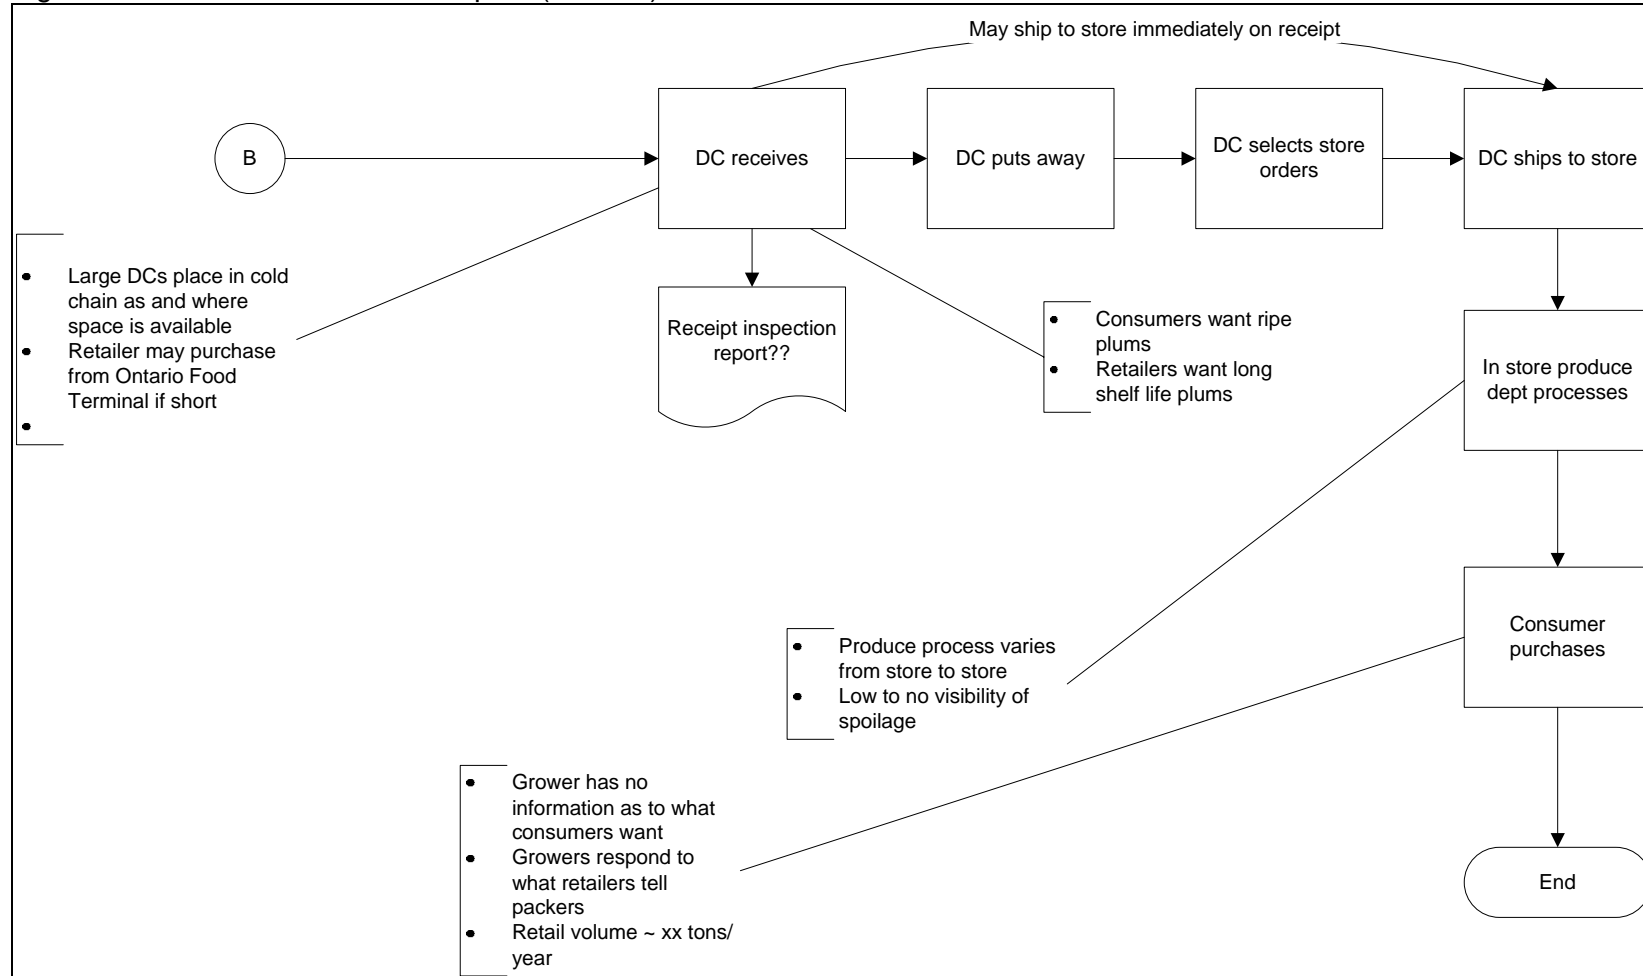 May ship to store immediately on receipt
B
DC receives
DC puts away
DC selects store
orders
DC ships to store
• Large DCs place in cold
chain as and where
space is available
• Retailer may purchase
from Ontario Food
Terminal if short
•
Receipt inspection
report??
• Consumers want ripe
plums
• Retailers want long
shelf life plums
In store produce
dept processes
• Produce process varies
from store to store
• Low to no visibility of
spoilage
Consumer
purchases
• Grower has no
information as to what
consumers want
• Growers respond to
what retailers tell
packers
• Retail volume ~ xx tons/
year
End